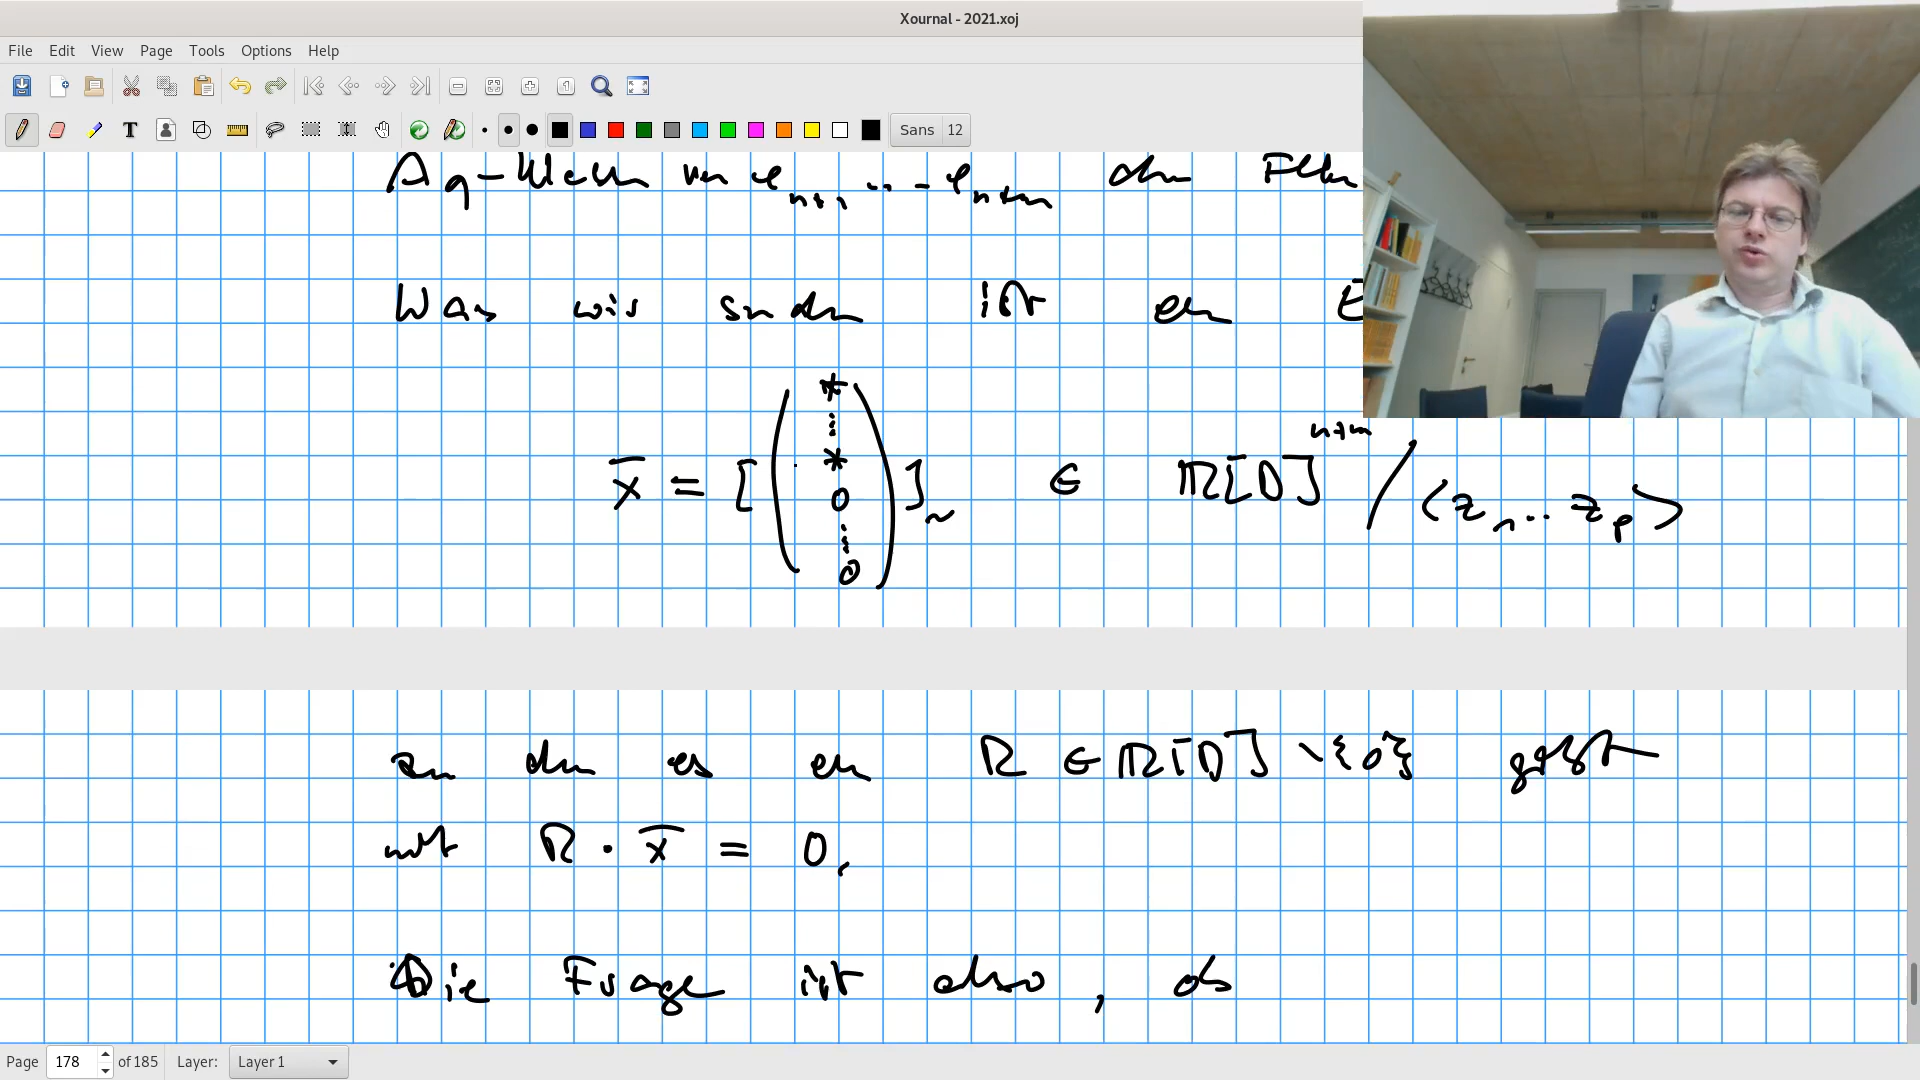 Xournal - 2021.xoj
File Edit View Page Tools Options Help
Sans 12
Was wir suchen ist ein E
x̄ = [(* ⋮ * 0 ⋮ 0)]~ ∈ R[D]^{n+m} / ⟨z_1 .. z_p⟩
zu dem es ein R ∈ R[D] \ {0} gibt
mit R · x̄ = 0,
Die Frage ist also, ob
Page 178 of 185 Layer: Layer 1